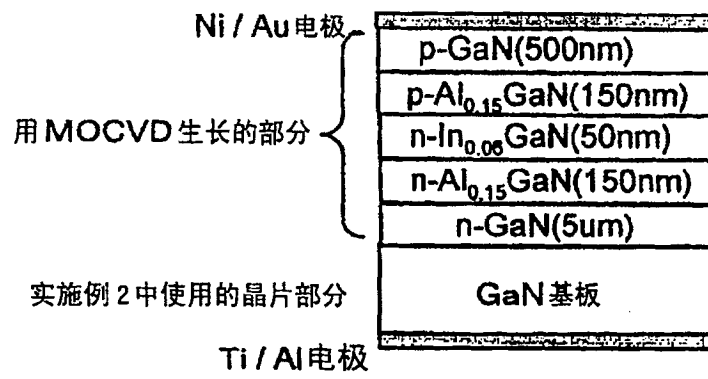 Ni / Au 电极
p-GaN(500nm)
p-Al0.15GaN(150nm)
用MOCVD生长的部分
n-In0.06GaN(50nm)
n-Al0.15GaN(150nm)
n-GaN(5um)
实施例2中使用的晶片部分
GaN基板
Ti / Al电极